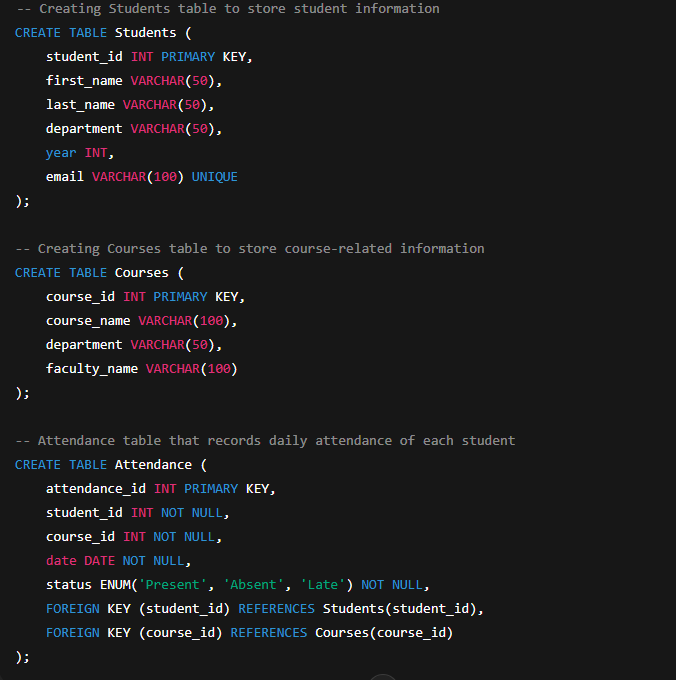 -- Creating Students table to store student information
CREATE TABLE Students (
    student_id INT PRIMARY KEY,
    first_name VARCHAR(50),
    last_name VARCHAR(50),
    department VARCHAR(50),
    year INT,
    email VARCHAR(100) UNIQUE
);

-- Creating Courses table to store course-related information
CREATE TABLE Courses (
    course_id INT PRIMARY KEY,
    course_name VARCHAR(100),
    department VARCHAR(50),
    faculty_name VARCHAR(100)
);

-- Attendance table that records daily attendance of each student
CREATE TABLE Attendance (
    attendance_id INT PRIMARY KEY,
    student_id INT NOT NULL,
    course_id INT NOT NULL,
    date DATE NOT NULL,
    status ENUM('Present', 'Absent', 'Late') NOT NULL,
    FOREIGN KEY (student_id) REFERENCES Students(student_id),
    FOREIGN KEY (course_id) REFERENCES Courses(course_id)
);